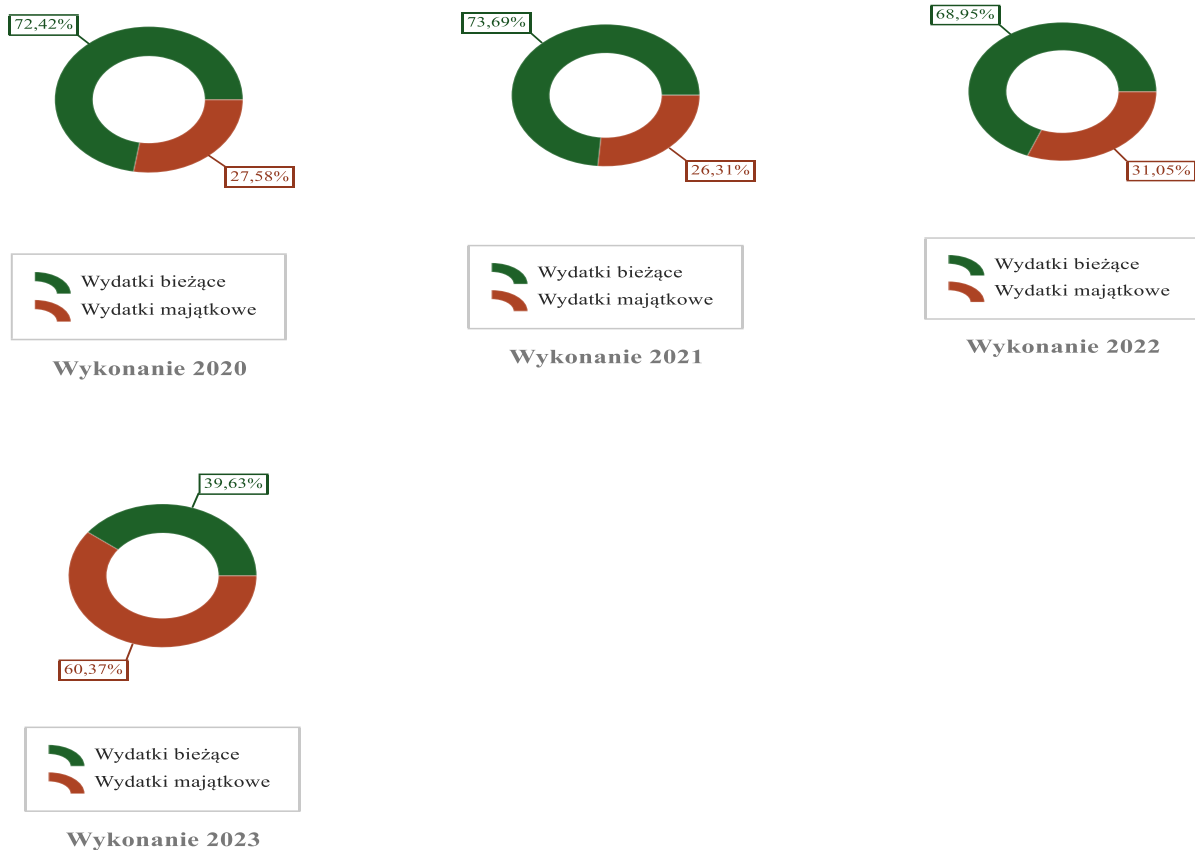 72,42%
27,58%
Wydatki bieżące
Wydatki majątkowe
Wykonanie 2020
73,69%
26,31%
Wydatki bieżące
Wydatki majątkowe
Wykonanie 2021
68,95%
31,05%
Wydatki bieżące
Wydatki majątkowe
Wykonanie 2022
39,63%
60,37%
Wydatki bieżące
Wydatki majątkowe
Wykonanie 2023